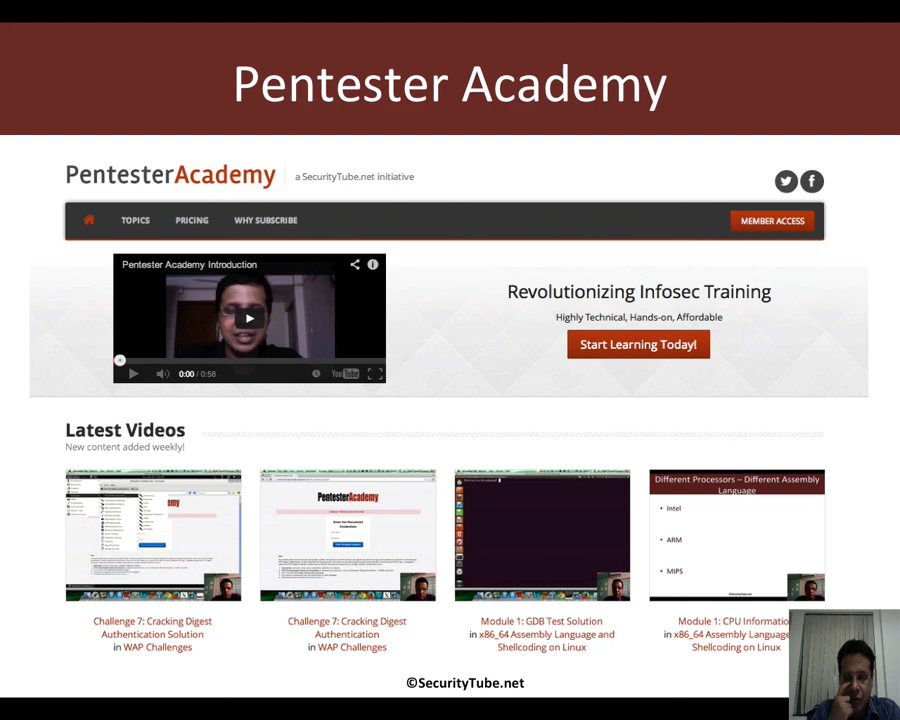 Pentester Academy
PentesterAcademy
a SecurityTube.net initiative
TOPICS
PRICING
WHY SUBSCRIBE
MEMBER ACCESS
Pentester Academy Introduction
0:00 / 0:58
YouTube
Revolutionizing Infosec Training
Highly Technical, Hands-on, Affordable
Start Learning Today!
Latest Videos
New content added weekly!
PentesterAcademy
Different Processors – Different Assembly
Language
• Intel
• ARM
• MIPS
Challenge 7: Cracking Digest
Authentication Solution
in WAP Challenges
Challenge 7: Cracking Digest
Authentication
in WAP Challenges
Module 1: GDB Test Solution
in x86_64 Assembly Language and
Shellcoding on Linux
Module 1: CPU Informatio
in x86_64 Assembly Languag
Shellcoding on Linux
©SecurityTube.net